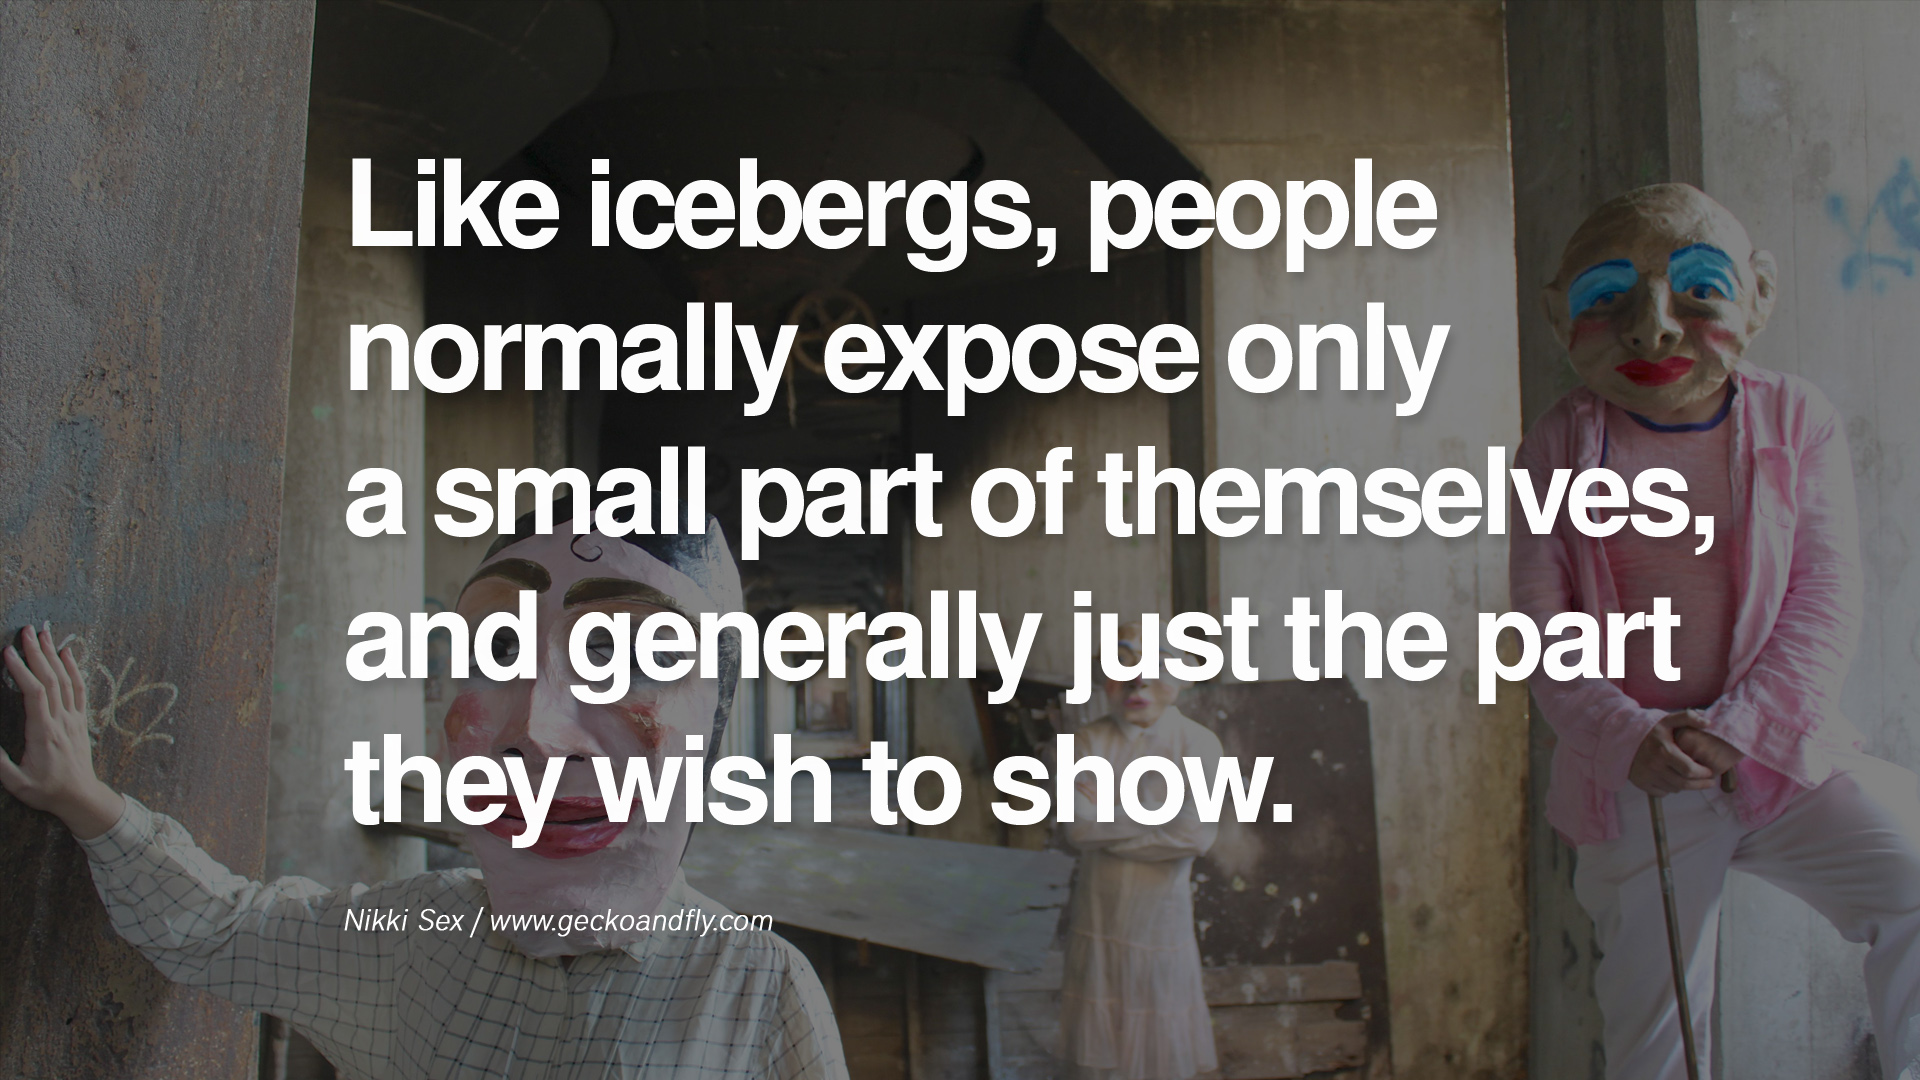 Like icebergs, people
normally expose only
a small part of themselves,
and generally just the part
they wish to show.
Nikki Sex / www.geckoandfly.com